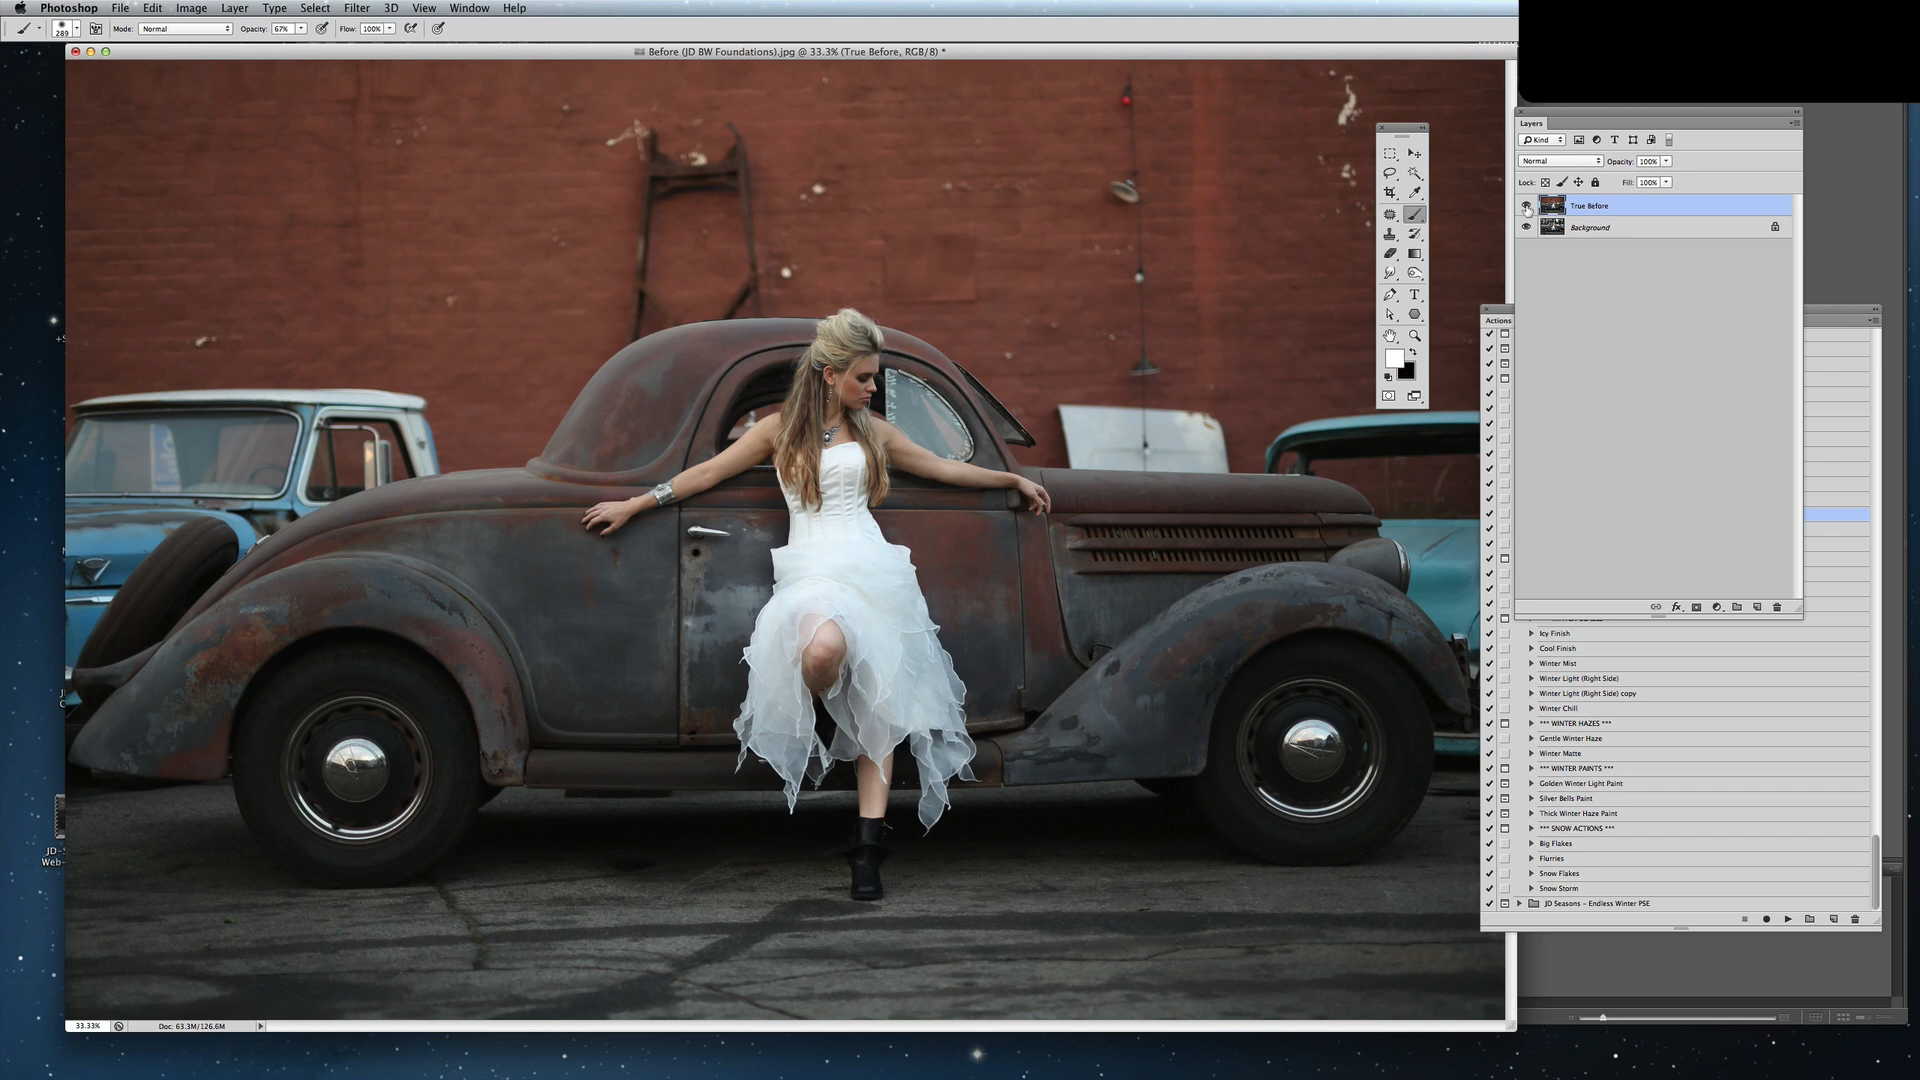 Photoshop File Edit Image Layer Type Select Filter 3D View Window Help
289 Mode: Normal Opacity: 67% Flow: 100%
Before (JD BW Foundations).jpg @ 33.3% (True Before, RGB/8) *
Layers
Kind
Normal Opacity: 100%
Lock: Fill: 100%
True Before
Background
Actions
Icy Finish
Cool Finish
Winter Mist
Winter Light (Right Side)
Winter Light (Right Side) copy
Winter Chill
*** WINTER HAZES ***
Gentle Winter Haze
Winter Matte
*** WINTER PAINTS ***
Golden Winter Light Paint
Silver Bells Paint
Thick Winter Haze Paint
*** SNOW ACTIONS ***
Big Flakes
Flurries
Snow Flakes
Snow Storm
JD Seasons - Endless Winter PSE
33.33% Doc: 63.3M/126.6M